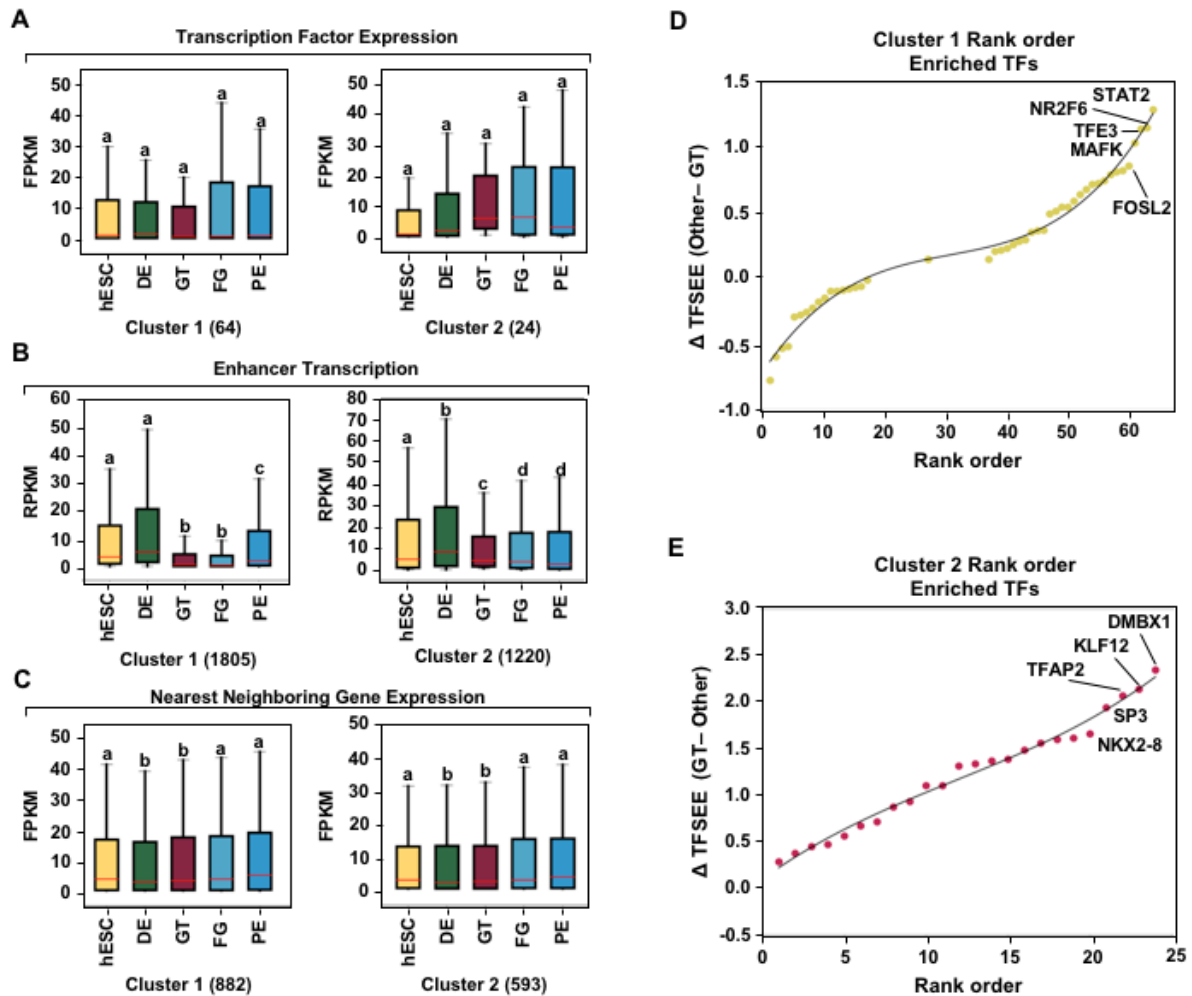 A
Transcription Factor Expression
FPKM
50
40
30
20
10
0
a a a a a
hESC DE GT FG PE
Cluster 1 (64)
FPKM
50
40
30
20
10
0
a a a a a
hESC DE GT FG PE
Cluster 2 (24)
B
Enhancer Transcription
RPKM
60
50
40
30
20
10
0
a a b b c
hESC DE GT FG PE
Cluster 1 (1805)
RPKM
80
70
60
50
40
30
20
10
0
a b c d d
hESC DE GT FG PE
Cluster 2 (1220)
C
Nearest Neighboring Gene Expression
FPKM
50
40
30
20
10
0
a b b a a
hESC DE GT FG PE
Cluster 1 (882)
FPKM
50
40
30
20
10
0
a b b a a
hESC DE GT FG PE
Cluster 2 (593)
D
Cluster 1 Rank order
Enriched TFs
Δ TFSEE (Other– GT)
1.5
1.0
0.5
0.0
-0.5
-1.0
STAT2
NR2F6
TFE3
MAFK
FOSL2
0 10 20 30 40 50 60
Rank order
E
Cluster 2 Rank order
Enriched TFs
Δ TFSEE (GT– Other)
3.0
2.5
2.0
1.5
1.0
0.5
0.0
-0.5
DMBX1
KLF12
TFAP2
SP3
NKX2-8
0 5 10 15 20 25
Rank order